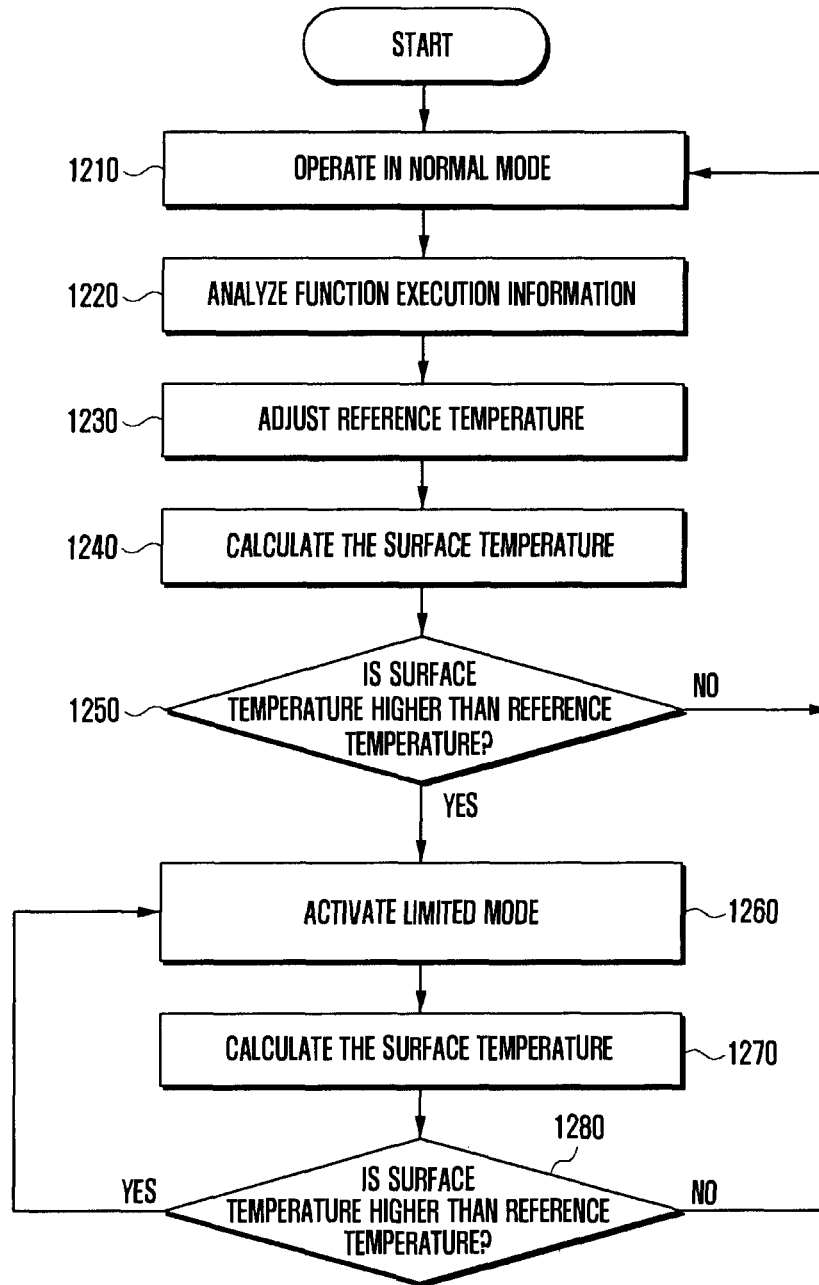 START
1210
OPERATE IN NORMAL MODE
1220
ANALYZE FUNCTION EXECUTION INFORMATION
1230
ADJUST REFERENCE TEMPERATURE
1240
CALCULATE THE SURFACE TEMPERATURE
1250
IS SURFACE
TEMPERATURE HIGHER THAN REFERENCE
TEMPERATURE?
NO
YES
ACTIVATE LIMITED MODE
1260
CALCULATE THE SURFACE TEMPERATURE
1270
1280
YES
IS SURFACE
TEMPERATURE HIGHER THAN REFERENCE
TEMPERATURE?
NO